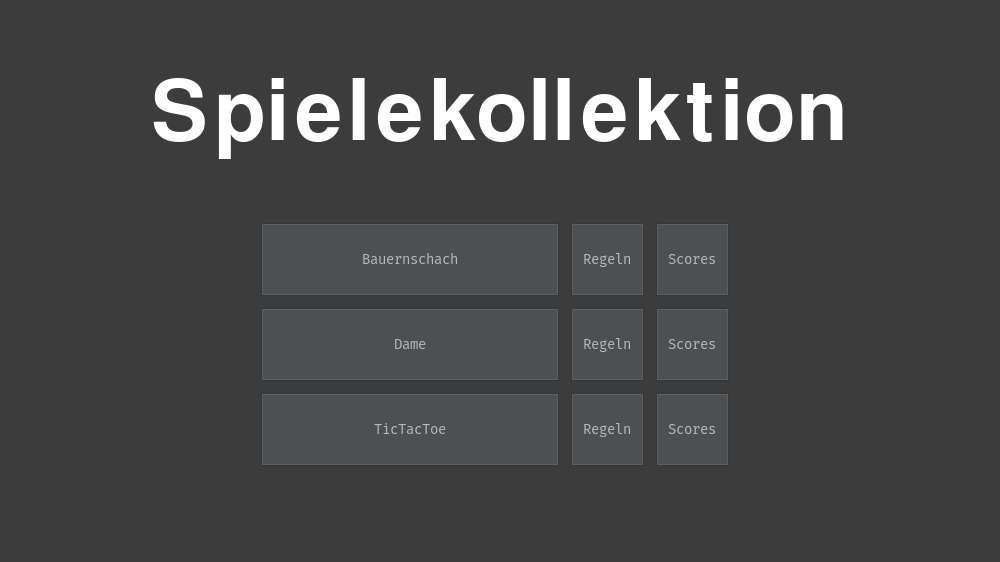 Spielekollektion
Bauernschach Regeln Scores
Dame Regeln Scores
TicTacToe Regeln Scores